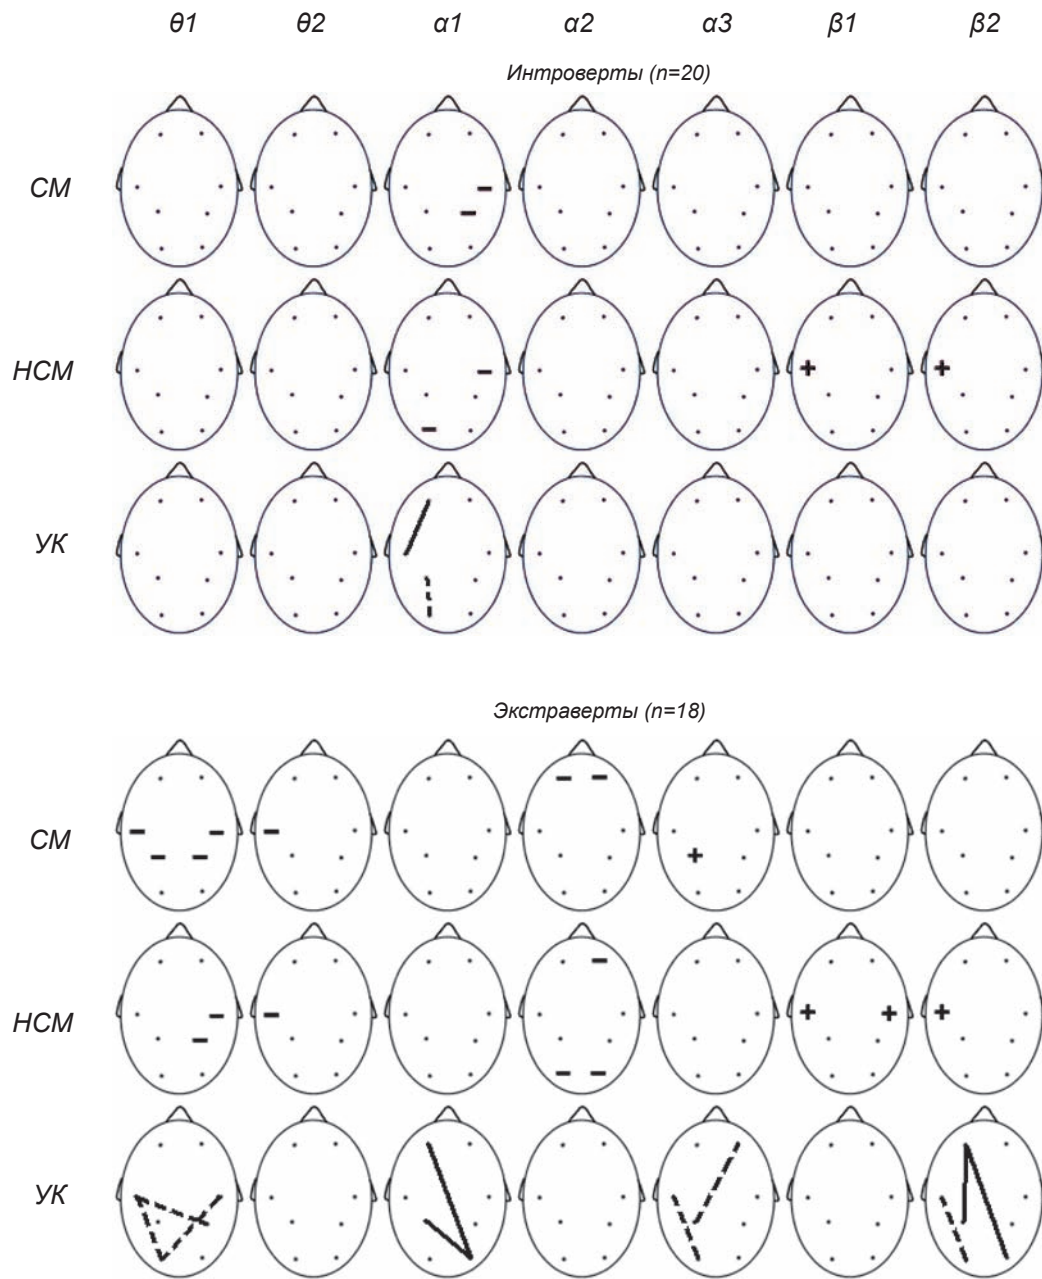 θ1 θ2 α1 α2 α3 β1 β2
Интроверты (n=20)
СМ
НСМ
УК
Экстраверты (n=18)
СМ
НСМ
УК